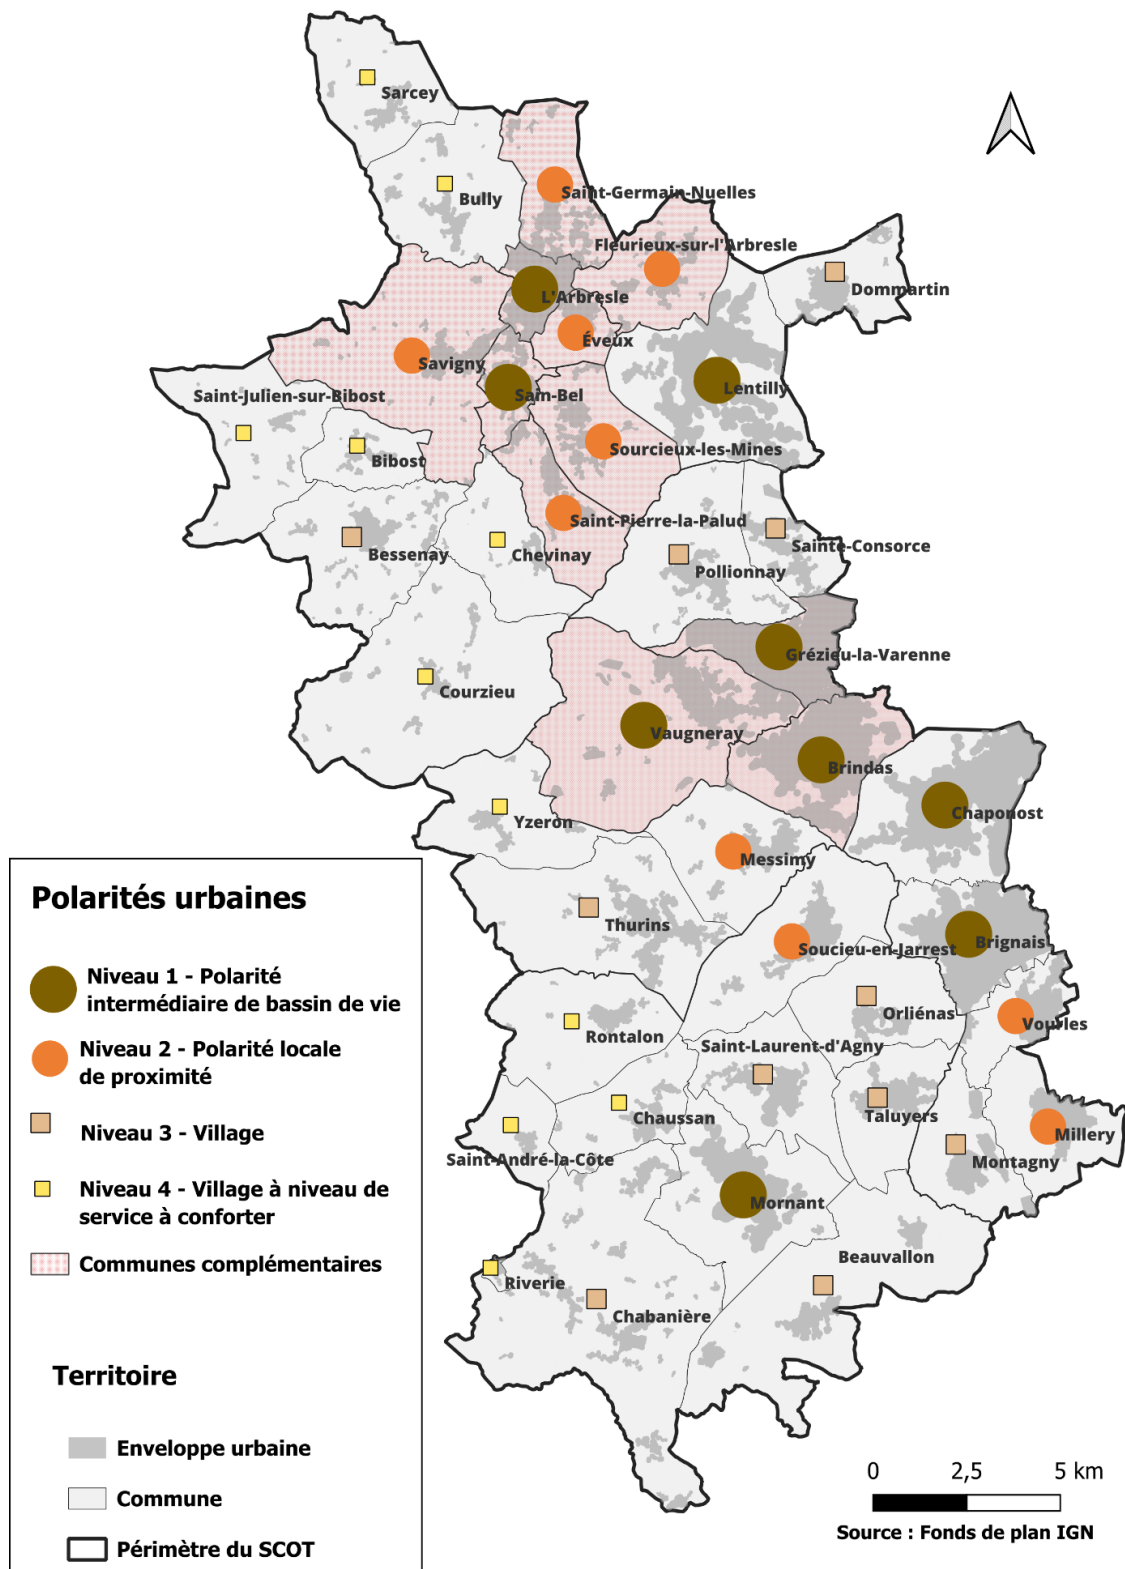 Sarcey
Bully
Saint-Germain-Nuelles
Fleurieux-sur-l'Arbresle
Dommartin
L'Arbresle
Éveux
Savigny
Sain-Bel
Lentilly
Saint-Julien-sur-Bibost
Bibost
Sourcieux-les-Mines
Saint-Pierre-la-Palud
Bessenay
Chevinay
Sainte-Consorce
Pollionnay
Grézieu-la-Varenne
Courzieu
Vaugneray
Brindas
Chaponost
Yzeron
Messimy
Thurins
Soucieu-en-Jarrest
Brignais
Orliénas
Vourles
Rontalon
Saint-Laurent-d'Agny
Chaussan
Taluyers
Millery
Saint-André-la-Côte
Montagny
Mornant
Beauvallon
Riverie
Chabanière
Polarités urbaines
Niveau 1 - Polarité
intermédiaire de bassin de vie
Niveau 2 - Polarité locale
de proximité
Niveau 3 - Village
Niveau 4 - Village à niveau de
service à conforter
Communes complémentaires
Territoire
Enveloppe urbaine
Commune
Périmètre du SCOT
0 2,5 5 km
Source : Fonds de plan IGN